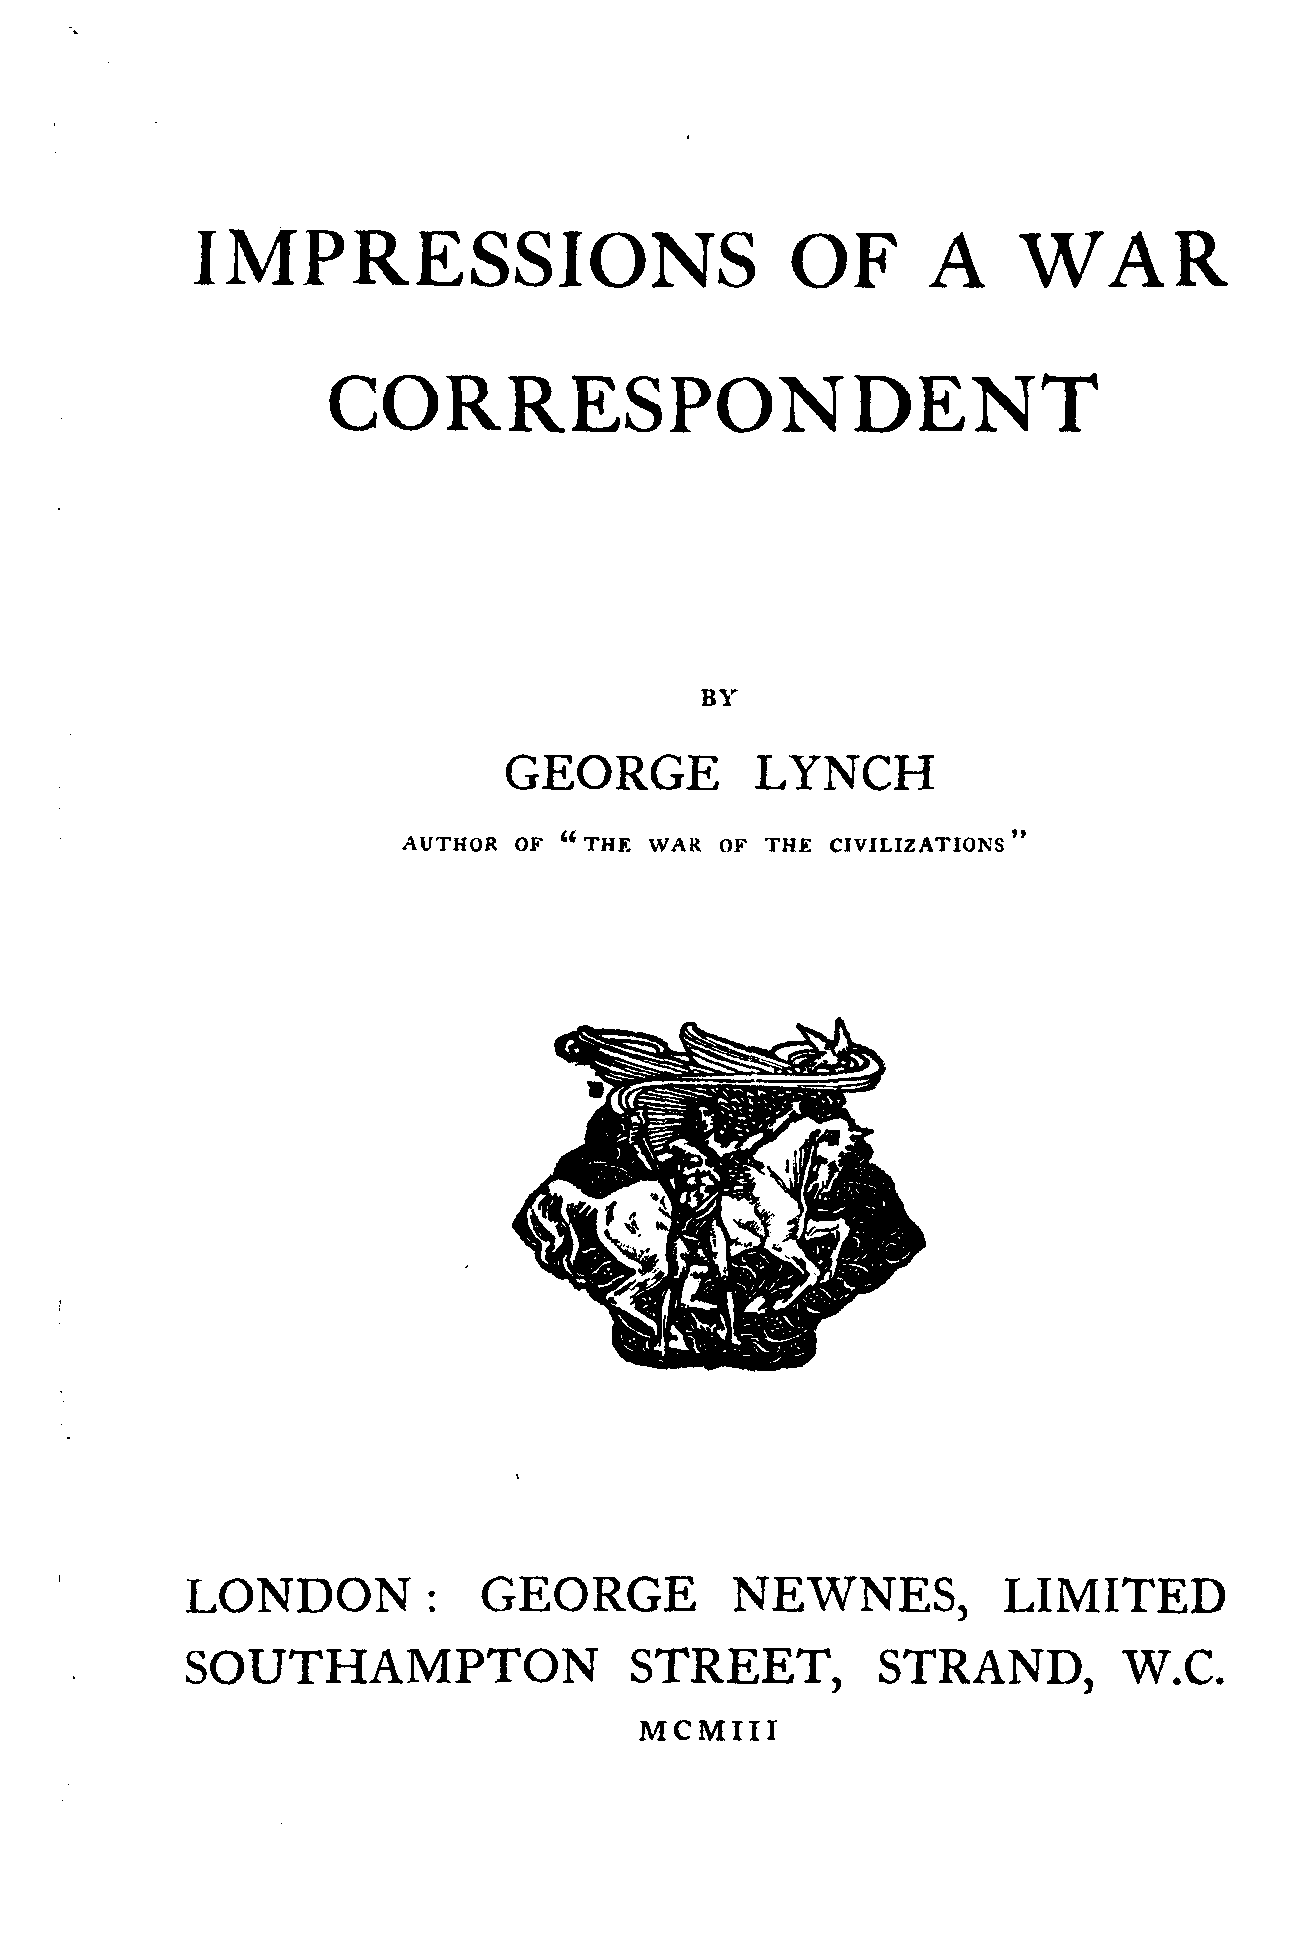 IMPRESSIONS OF A WAR
CORRESPONDENT
BY
GEORGE LYNCH
AUTHOR OF “THE WAR OF THE CIVILIZATIONS”
LONDON: GEORGE NEWNES, LIMITED
SOUTHAMPTON STREET, STRAND, W.C.
MCMIII